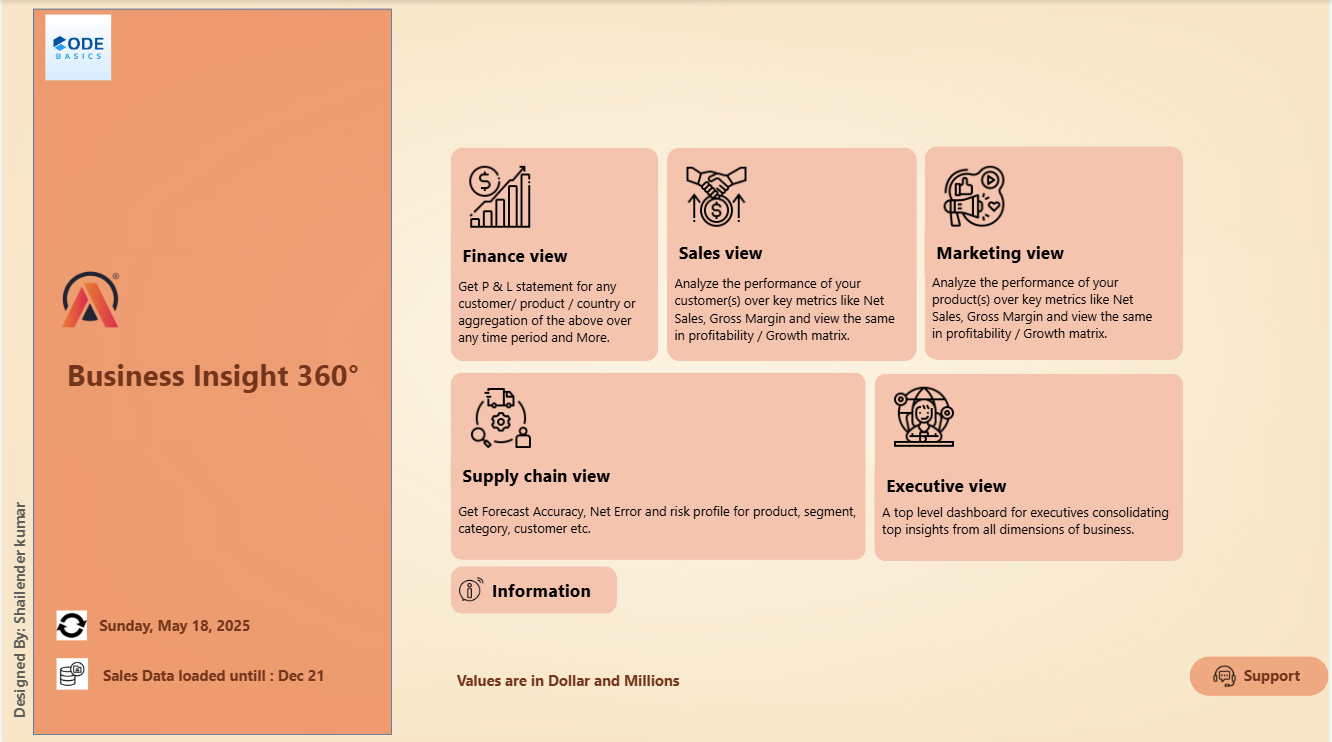 CODE
BASICS
®
Business Insight 360°
Designed By: Shailender kumar
Sunday, May 18, 2025
Sales Data loaded untill : Dec 21
Finance view
Get P & L statement for any
customer/ product / country or
aggregation of the above over
any time period and More.
Sales view
Analyze the performance of your
customer(s) over key metrics like Net
Sales, Gross Margin and view the same
in profitability / Growth matrix.
Marketing view
Analyze the performance of your
product(s) over key metrics like Net
Sales, Gross Margin and view the same
in profitability / Growth matrix.
Supply chain view
Get Forecast Accuracy, Net Error and risk profile for product, segment,
category, customer etc.
Executive view
A top level dashboard for executives consolidating
top insights from all dimensions of business.
Information
Values are in Dollar and Millions
Support